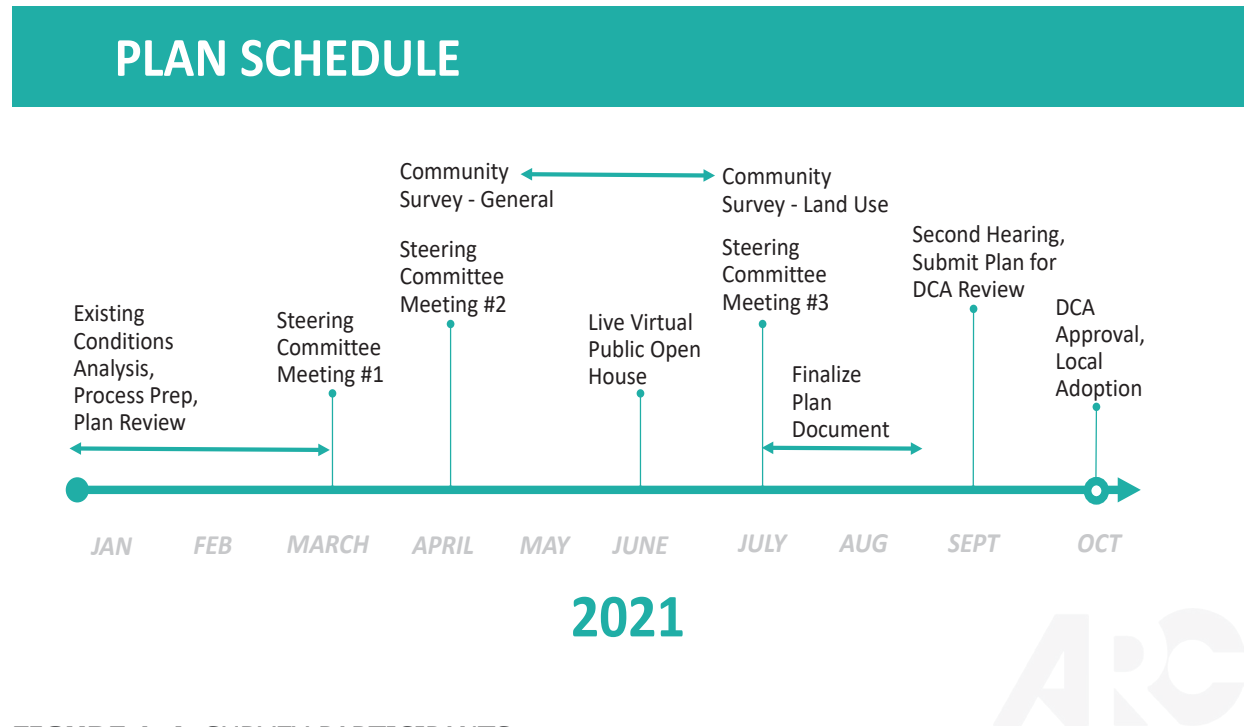 PLAN SCHEDULE
Community
Survey - General
Community
Survey - Land Use
Steering
Committee
Meeting #2
Steering
Committee
Meeting #3
Second Hearing,
Submit Plan for
DCA Review
Existing
Conditions
Analysis,
Process Prep,
Plan Review
Steering
Committee
Meeting #1
Live Virtual
Public Open
House
Finalize
Plan
Document
DCA
Approval,
Local
Adoption
JAN FEB MARCH APRIL MAY JUNE JULY AUG SEPT OCT
2021
ARC
SURVEY PARTICIPANTS